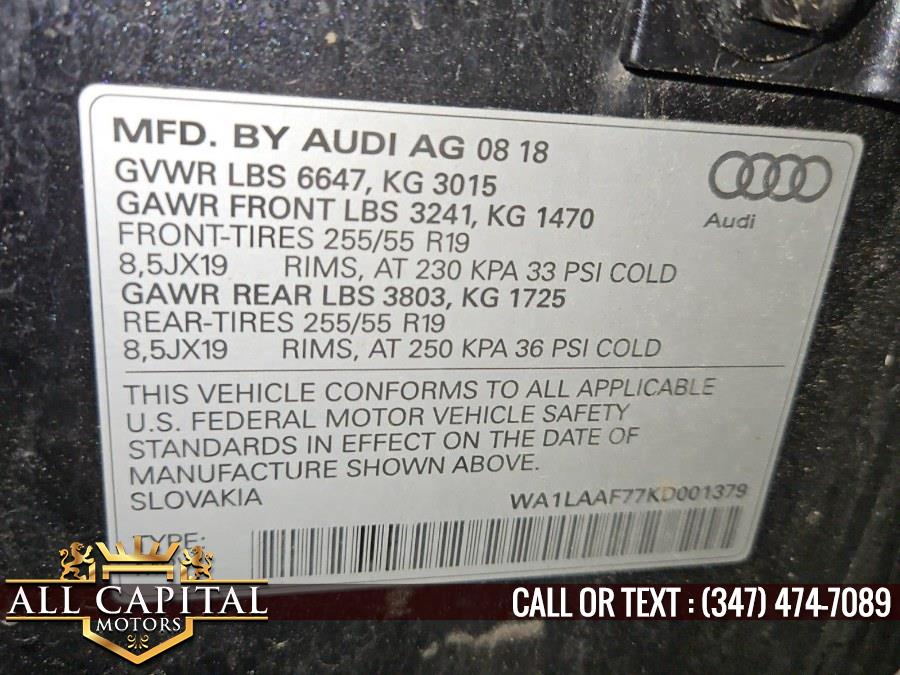 MFD. BY AUDI AG 08 18
GVWR LBS 6647, KG 3015
GAWR FRONT LBS 3241, KG 1470
FRONT-TIRES 255/55 R19
8,5JX19 RIMS, AT 230 KPA 33 PSI COLD
GAWR REAR LBS 3803, KG 1725
REAR-TIRES 255/55 R19
8,5JX19 RIMS, AT 250 KPA 36 PSI COLD
Audi
THIS VEHICLE CONFORMS TO ALL APPLICABLE
U.S. FEDERAL MOTOR VEHICLE SAFETY
STANDARDS IN EFFECT ON THE DATE OF
MANUFACTURE SHOWN ABOVE.
SLOVAKIA WA1LAAF77KD001379
TYPE:
ALL CAPITAL
MOTORS
CALL OR TEXT : (347) 474-7089